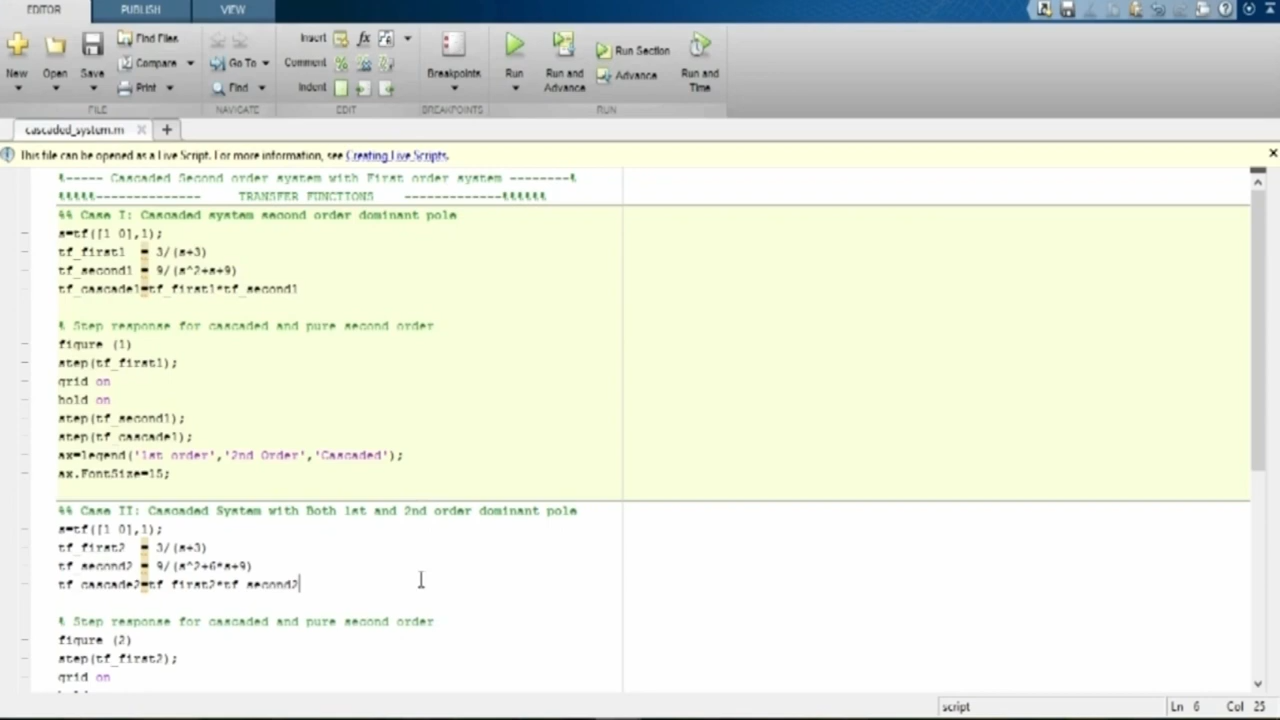 EDITOR PUBLISH VIEW
New Open Save Find Files Compare Print
FILE
Go To Find
NAVIGATE
Insert fx
Comment
Indent
EDIT
Breakpoints
BREAKPOINTS
Run Run and Advance Run Section Advance Run and Time
RUN
cascaded_system.m
This file can be opened as a Live Script. For more information, see Creating Live Scripts.
%----- Cascaded Second order system with First order system --------%
%%%%%-------------- TRANSFER FUNCTIONS -------------%%%%%%
%% Case I: Cascaded system second order dominant pole
s=tf([1 0],1);
tf_first1 = 3/(s+3)
tf_second1 = 9/(s^2+s+9)
tf_cascade1=tf_first1*tf_second1
% Step response for cascaded and pure second order
figure (1)
step(tf_first1);
grid on
hold on
step(tf_second1);
step(tf_cascade1);
ax=legend('1st order','2nd Order','Cascaded');
ax.FontSize=15;
%% Case II: Cascaded System with Both 1st and 2nd order dominant pole
s=tf([1 0],1);
tf_first2 = 3/(s+3)
tf_second2 = 9/(s^2+6*s+9)
tf_cascade2=tf_first2*tf_second2
% Step response for cascaded and pure second order
figure (2)
step(tf_first2);
grid on
script Ln 6 Col 25